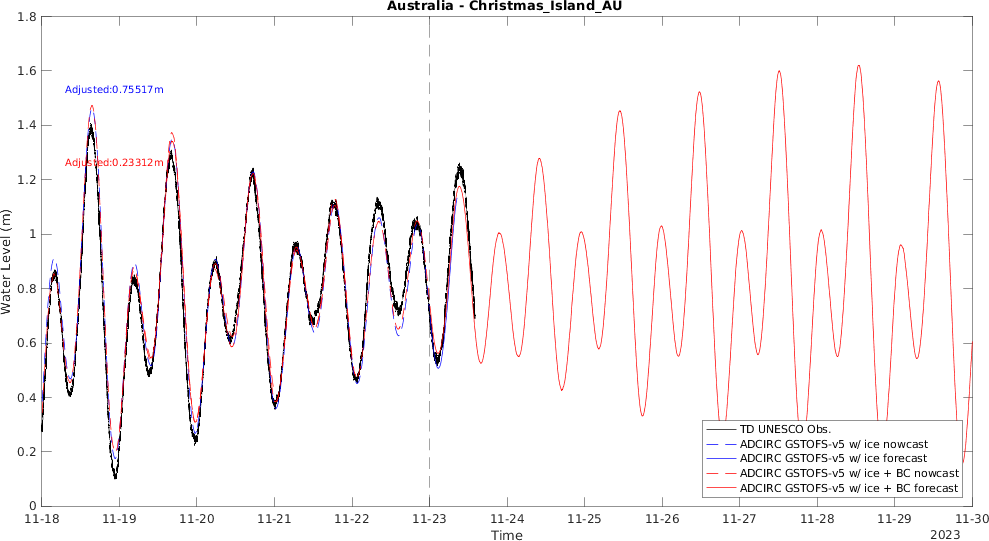 Australia - Christmas_Island_AU
1.8
1.6
1.4
1.2
1
0.8
0.6
0.4
0.2
0
Water Level (m)
Adjusted:0.75517m
Adjusted:0.23312m
TD UNESCO Obs.
ADCIRC GSTOFS-v5 w/ ice nowcast
ADCIRC GSTOFS-v5 w/ ice forecast
ADCIRC GSTOFS-v5 w/ ice + BC nowcast
ADCIRC GSTOFS-v5 w/ ice + BC forecast
11-18 11-19 11-20 11-21 11-22 11-23 11-24 11-25 11-26 11-27 11-28 11-29 11-30
Time
2023